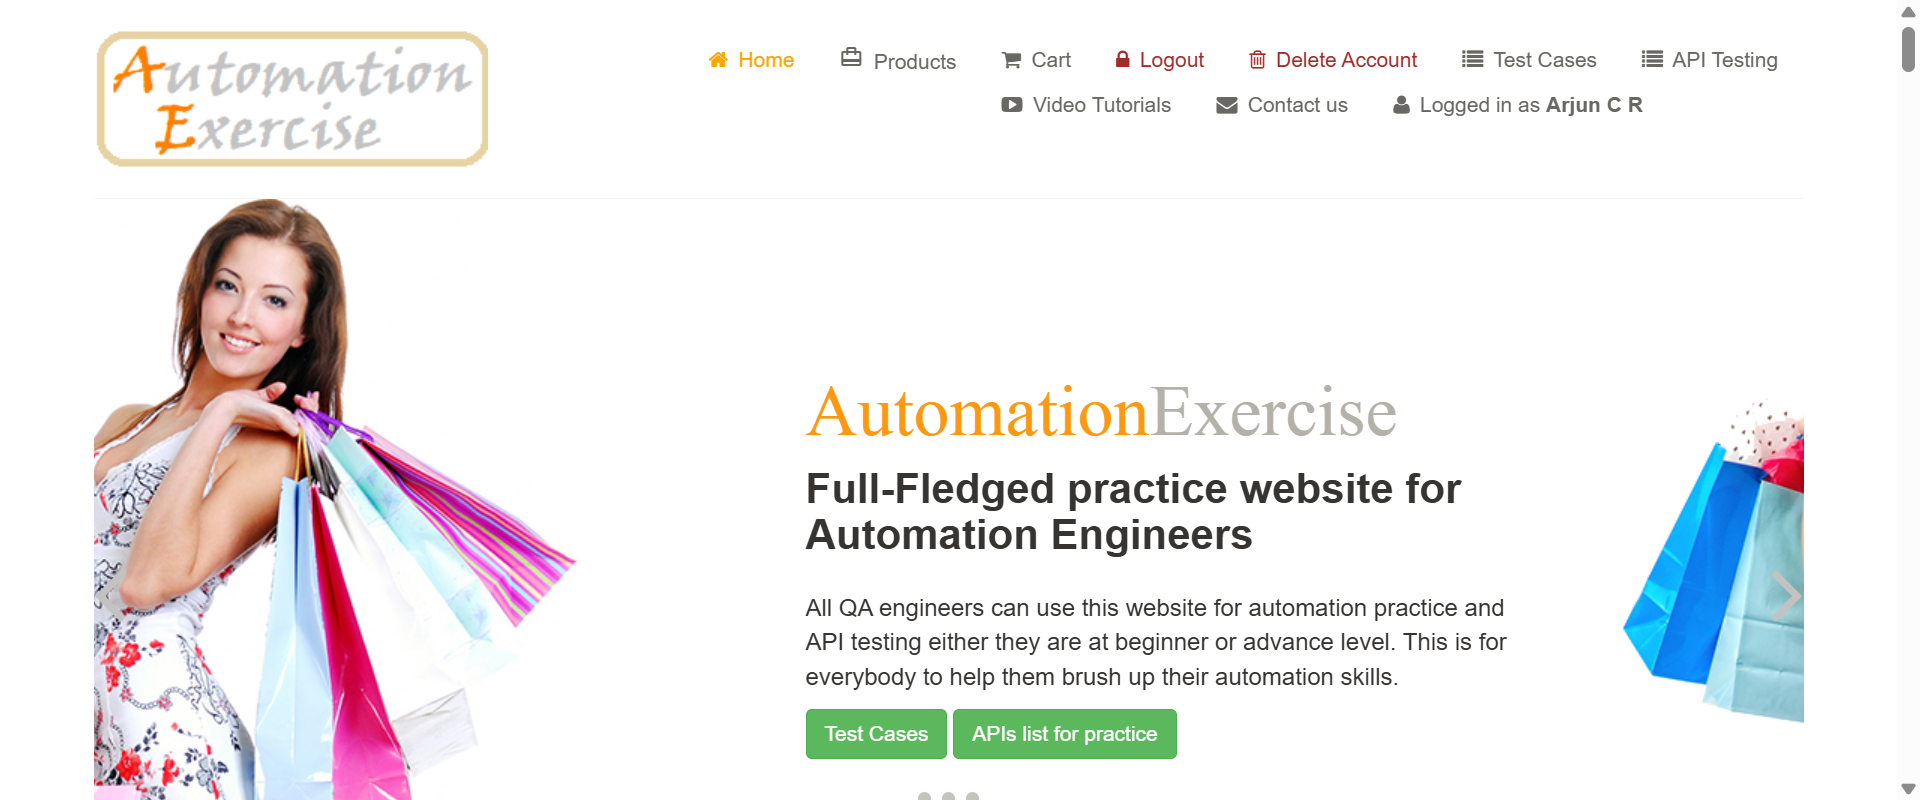 Automation
Exercise
Home Products Cart Logout Delete Account Test Cases API Testing
Video Tutorials Contact us Logged in as Arjun C R
AutomationExercise
Full-Fledged practice website for
Automation Engineers
All QA engineers can use this website for automation practice and
API testing either they are at beginner or advance level. This is for
everybody to help them brush up their automation skills.
Test Cases APIs list for practice